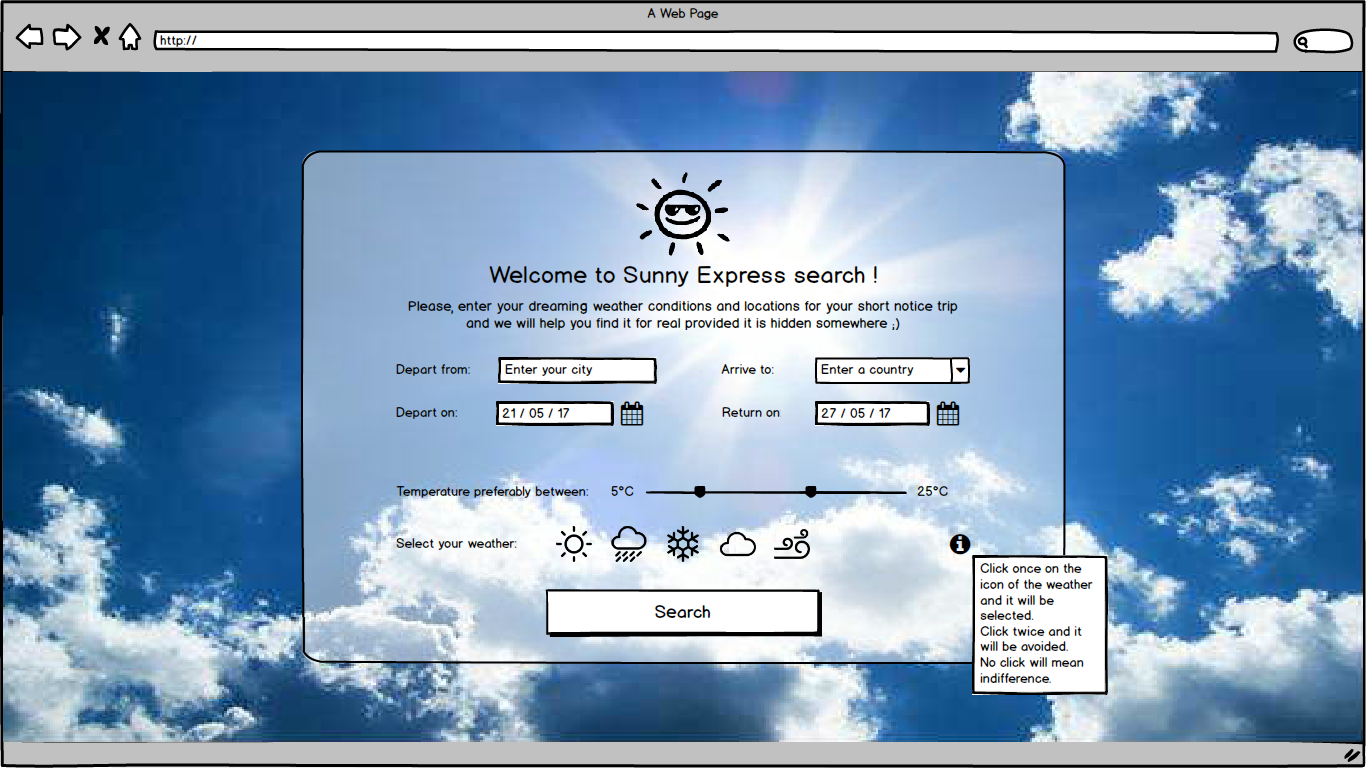 A Web Page
http://
Welcome to Sunny Express search !
Please, enter your dreaming weather conditions and locations for your short notice trip
and we will help you find it for real provided it is hidden somewhere ;)
Depart from: Enter your city Arrive to: Enter a country
Depart on: 21 / 05 / 17 Return on 27 / 05 / 17
Temperature preferably between: 5°C 25°C
Select your weather:
Click once on the
icon of the weather
and it will be
selected.
Click twice and it
will be avoided.
No click will mean
indifference.
Search